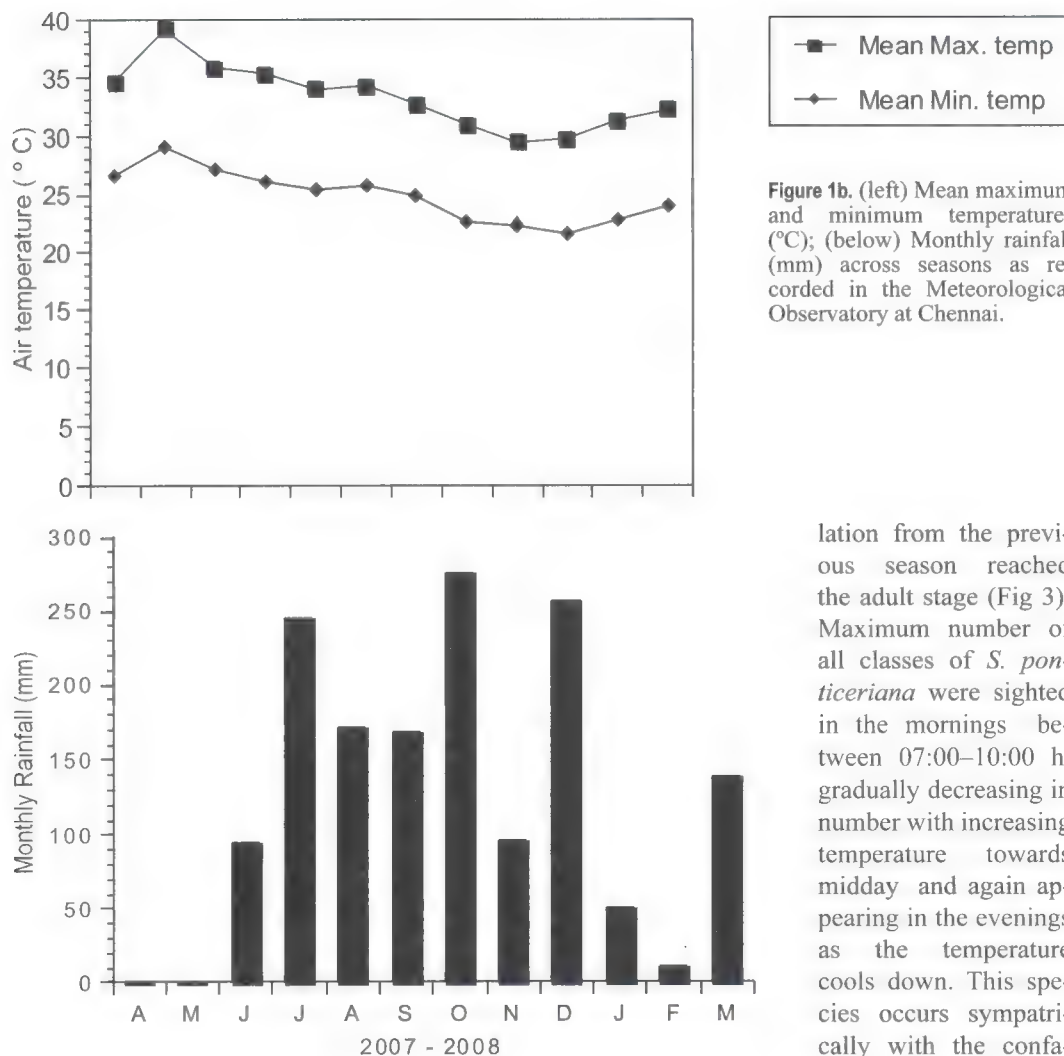 40
35
30
25
20
15
10
5
0
Air temperature ( ° C)
Mean Max. temp
Mean Min. temp
Figure 1b. (left) Mean maximum
and minimum temperature
(ºC); (below) Monthly rainfal
(mm) across seasons as re-
corded in the Meteorologica
Observatory at Chennai.
300
250
200
150
100
50
0
Monthly Rainfall (mm)
A M J J A S O N D J F M
2007 - 2008
lation from the previ-
ous season reached
the adult stage (Fig 3)
Maximum number o
all classes of S. pon-
ticeriana were sighted
in the mornings be-
tween 07:00–10:00 h
gradually decreasing in
number with increasing
temperature towards
midday and again ap-
pearing in the evenings
as the temperature
cools down. This spe-
cies occurs sympatri-
cally with the confa-